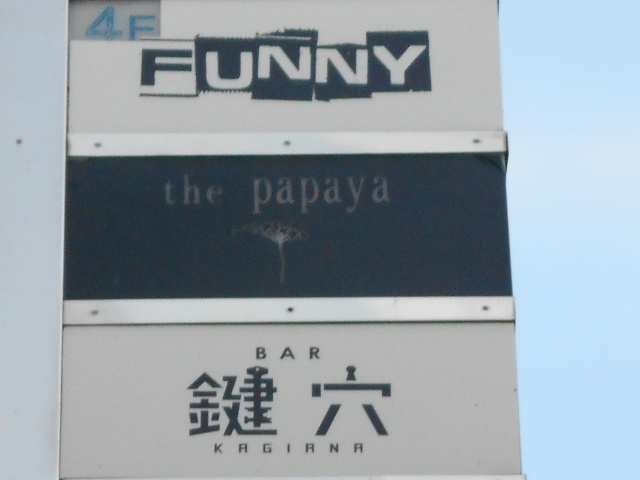 4F
FUNNY
the papaya
BAR
鍵穴
KAGIANA